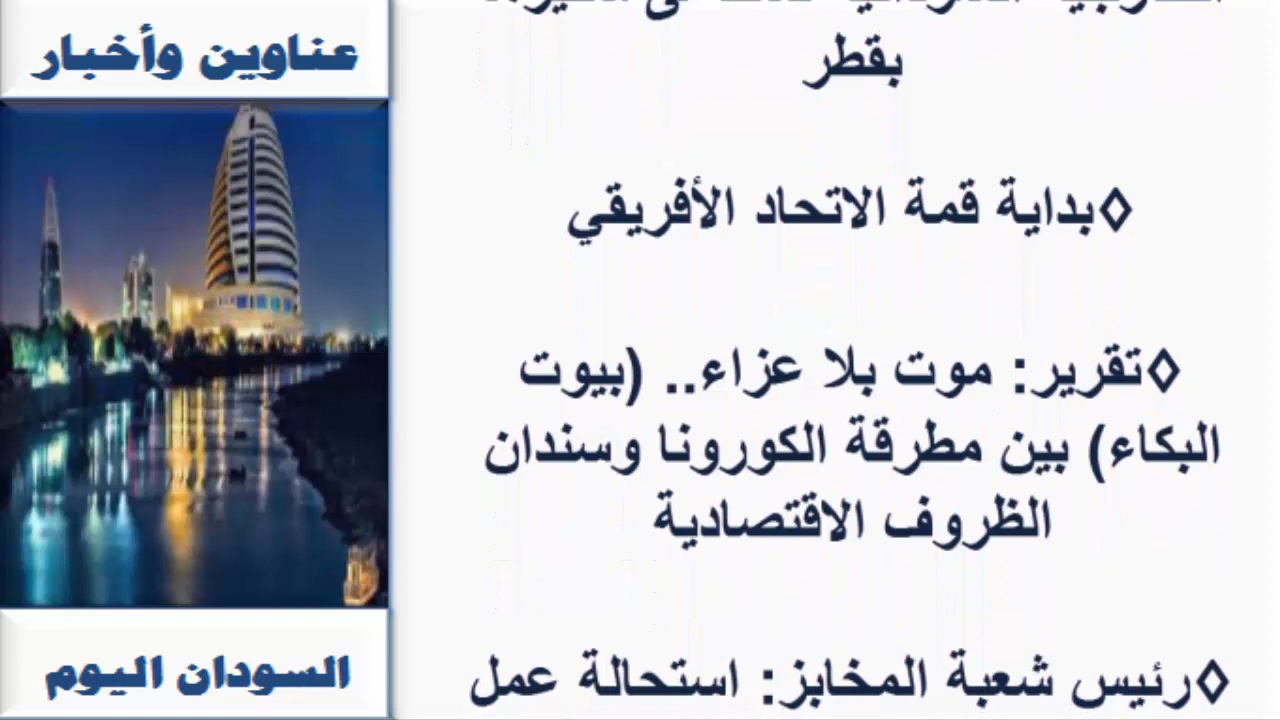 عناوين وأخبار
بقطر
◊بداية قمة الاتحاد الأفريقي
◊تقرير: موت بلا عزاء.. (بيوت
البكاء) بين مطرقة الكورونا وسندان
الظروف الاقتصادية
◊رئيس شعبة المخابز: استحالة عمل
السودان اليوم